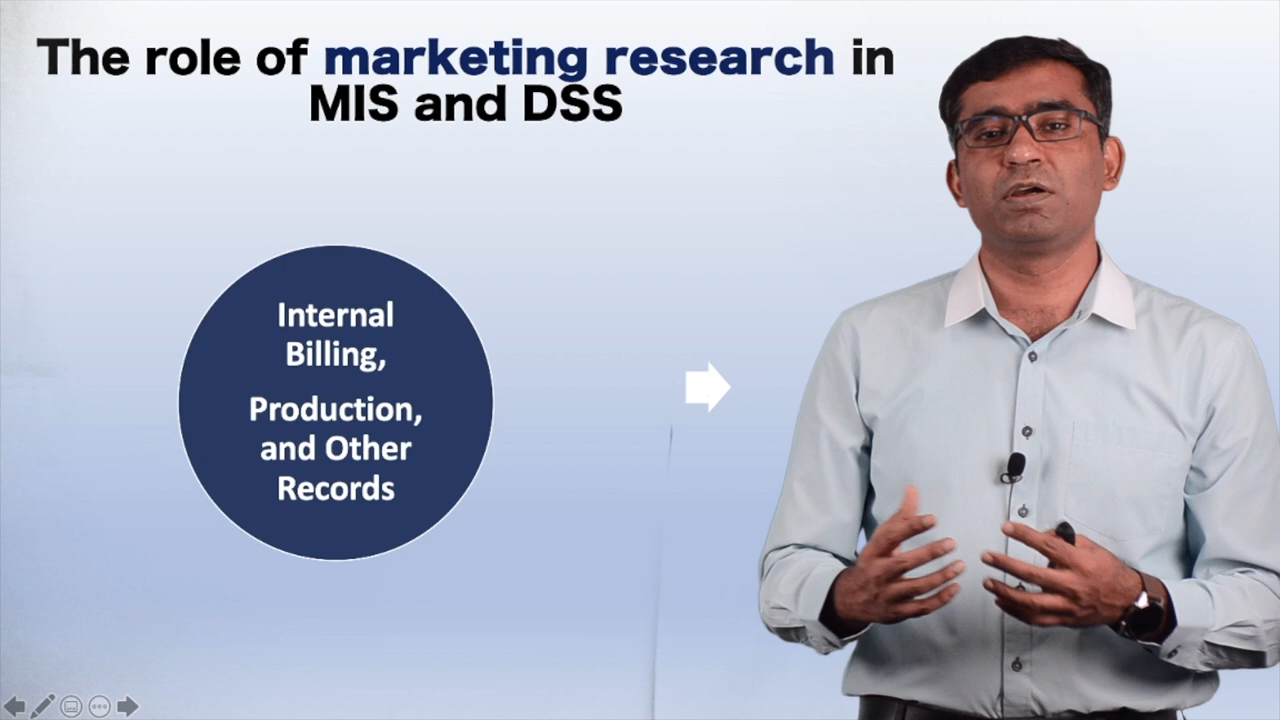 The role of marketing research in
MIS and DSS
Internal
Billing,
Production,
and Other
Records